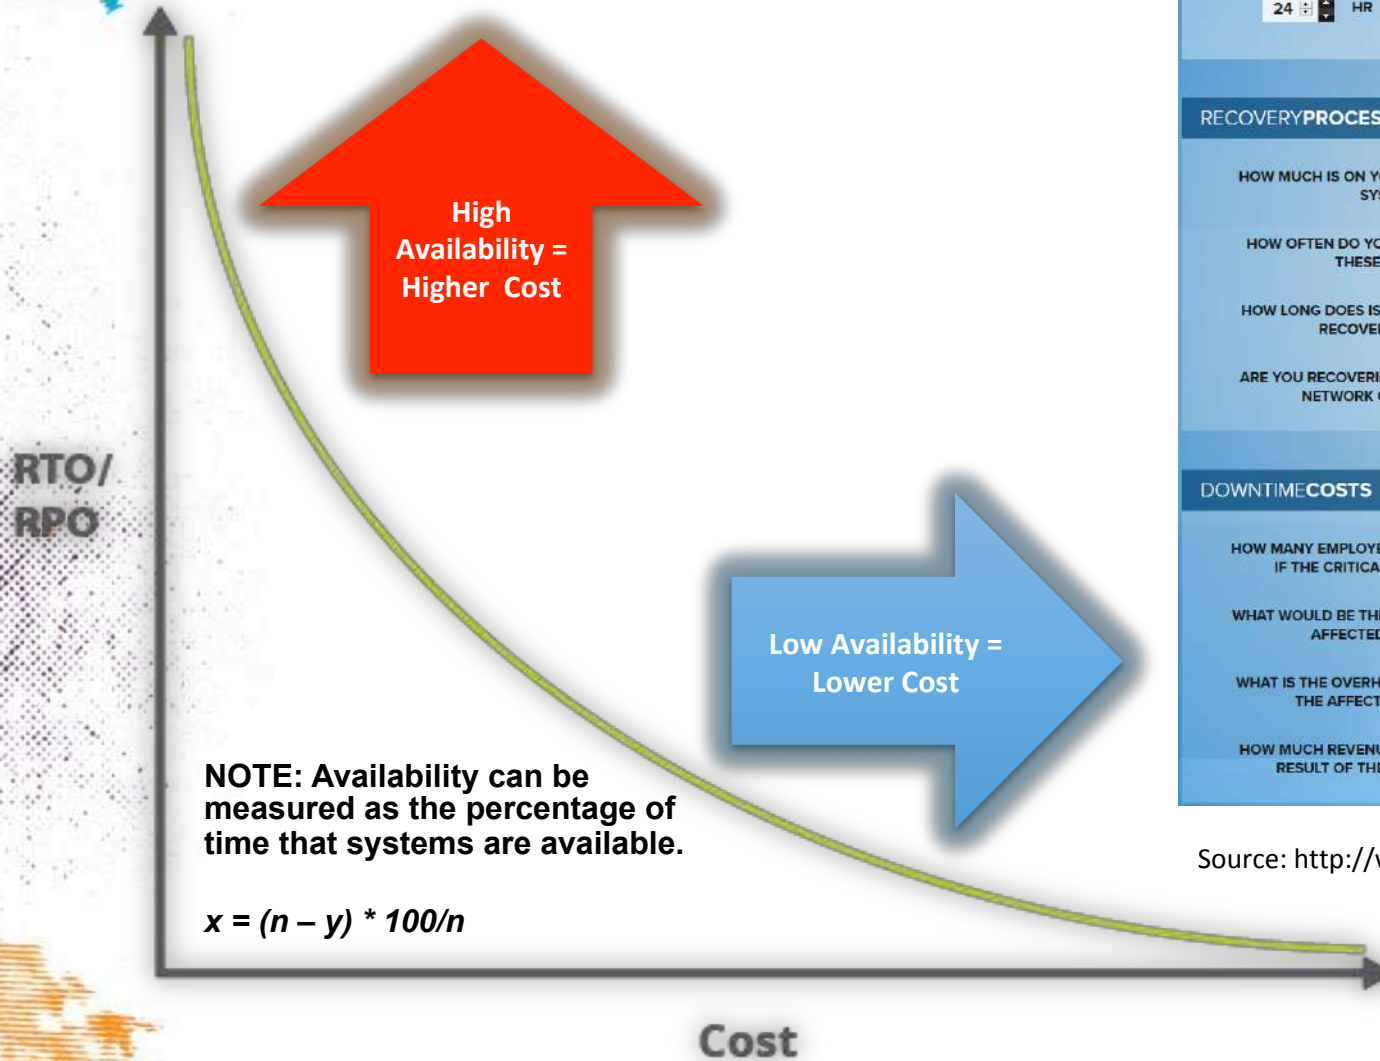 24 HR
RECOVERYPROCES
HOW MUCH IS ON Y
SYS
HOW OFTEN DO YO
THESE
HOW LONG DOES IS
RECOVE
ARE YOU RECOVERI
NETWORK
DOWNTIMECOSTS
HOW MANY EMPLOYE
IF THE CRITICA
WHAT WOULD BE TH
AFFECTED
WHAT IS THE OVERH
THE AFFECT
HOW MUCH REVENU
RESULT OF THE
Source: http://
High
Availability =
Higher Cost
RTO/
RPO
Low Availability =
Lower Cost
NOTE: Availability can be
measured as the percentage of
time that systems are available.
x = (n – y) * 100/n
Cost